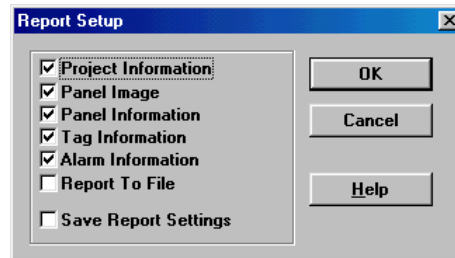 Report Setup
Project Information
Panel Image
Panel Information
Tag Information
Alarm Information
Report To File
Save Report Settings
OK
Cancel
Help